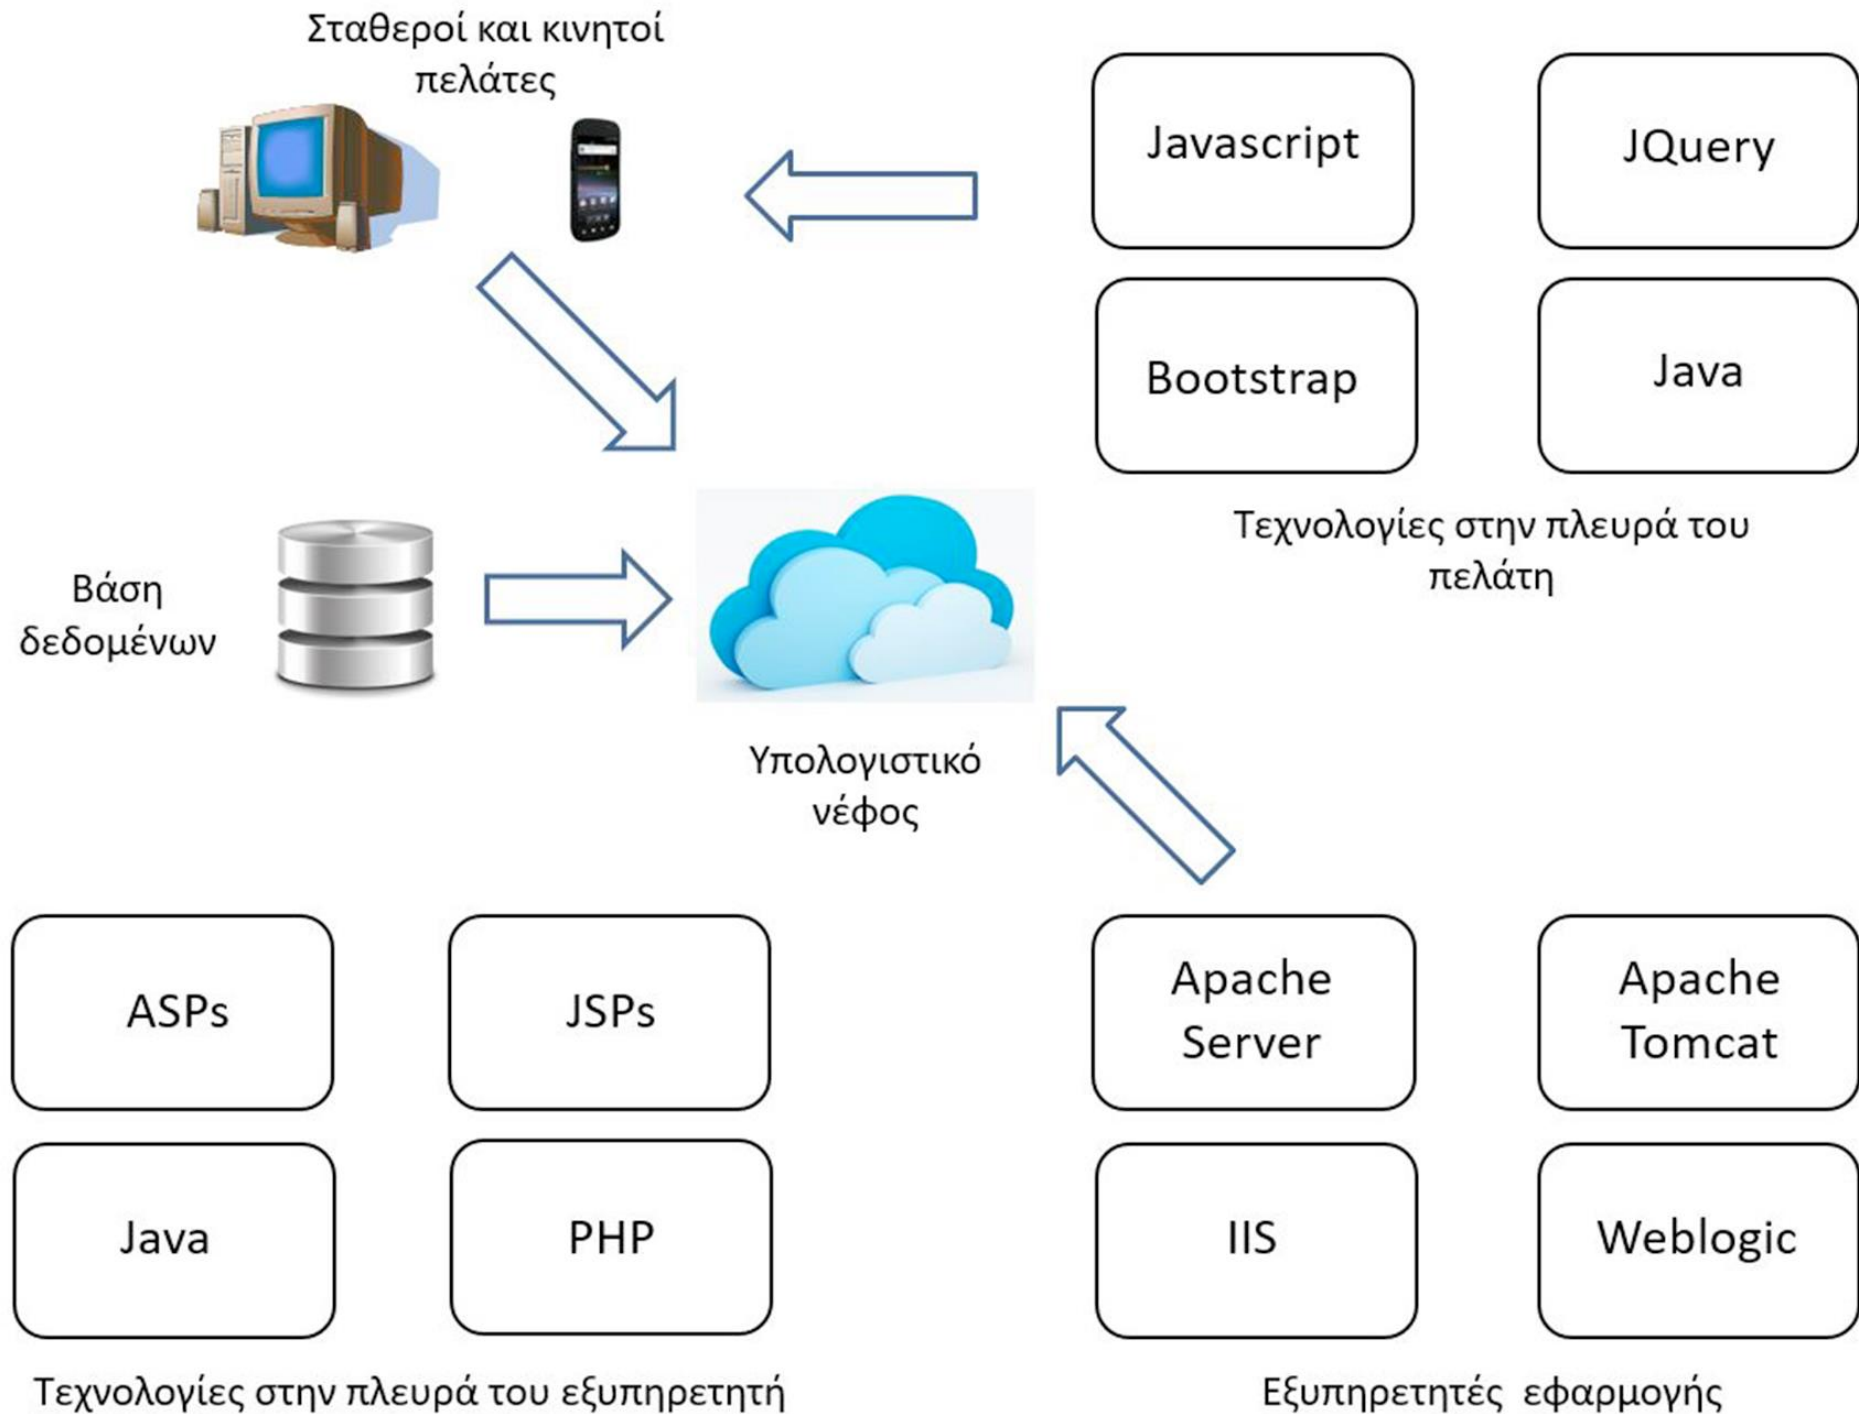 Σταθεροί και κινητοί
πελάτες
Javascript
JQuery
Bootstrap
Java
Τεχνολογίες στην πλευρά του
πελάτη
Βάση
δεδομένων
Υπολογιστικό
νέφος
ASPs
JSPs
Java
PHP
Τεχνολογίες στην πλευρά του εξυπηρετητή
Apache
Server
Apache
Tomcat
IIS
Weblogic
Εξυπηρετητές εφαρμογής